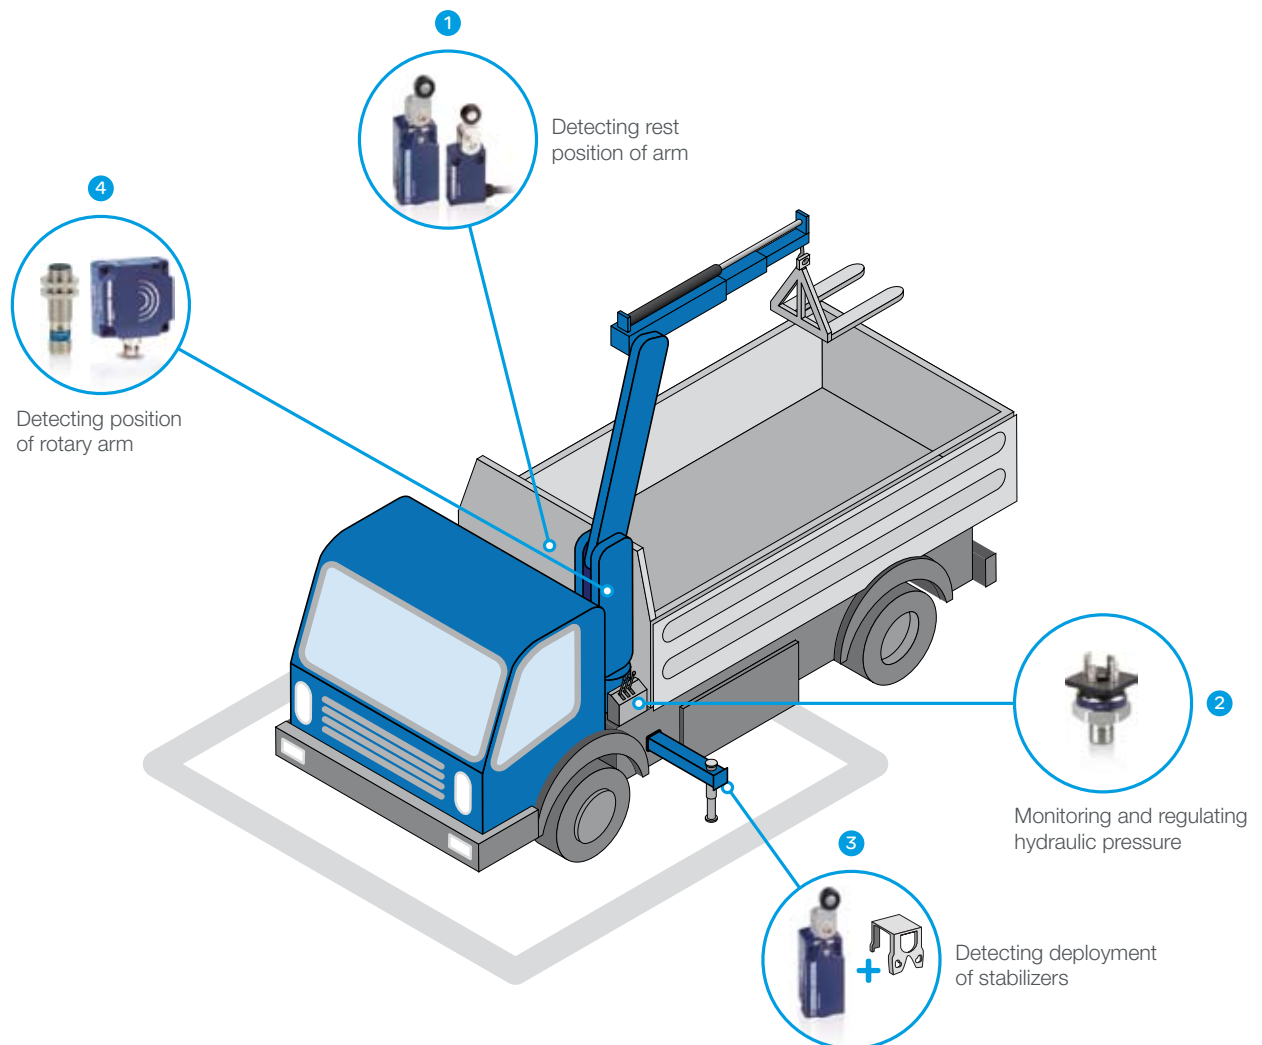 1
Detecting rest
position of arm
4
Detecting position
of rotary arm
2
Monitoring and regulating
hydraulic pressure
3
Detecting deployment
of stabilizers
+